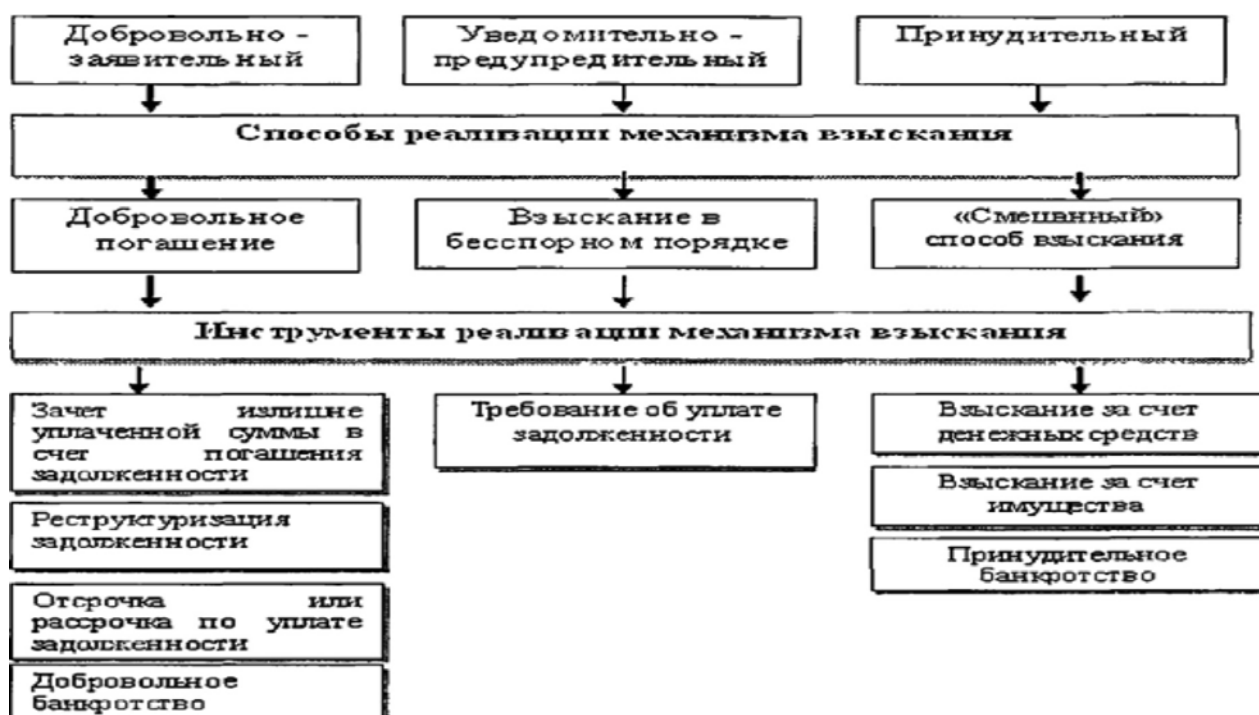 Добровольно -
заявительный
Уведомительно -
предупредительный
Принудительный
Способы реализации механизма взыскания
Добровольное
погашение
Взыскание в
бесспорном порядке
«Смешанный»
способ взыскания
Инструменты реализации механизма взыскания
Зачет излишне
уплаченной суммы в
счет погашения
задолженности
Реструктуризация
задолженности
Отсрочка или
рассрочка по уплате
задолженности
Добровольное
банкротство
Требование об уплате
задолженности
Взыскание за счет
денежных средств
Взыскание за счет
имущества
Принудительное
банкротство